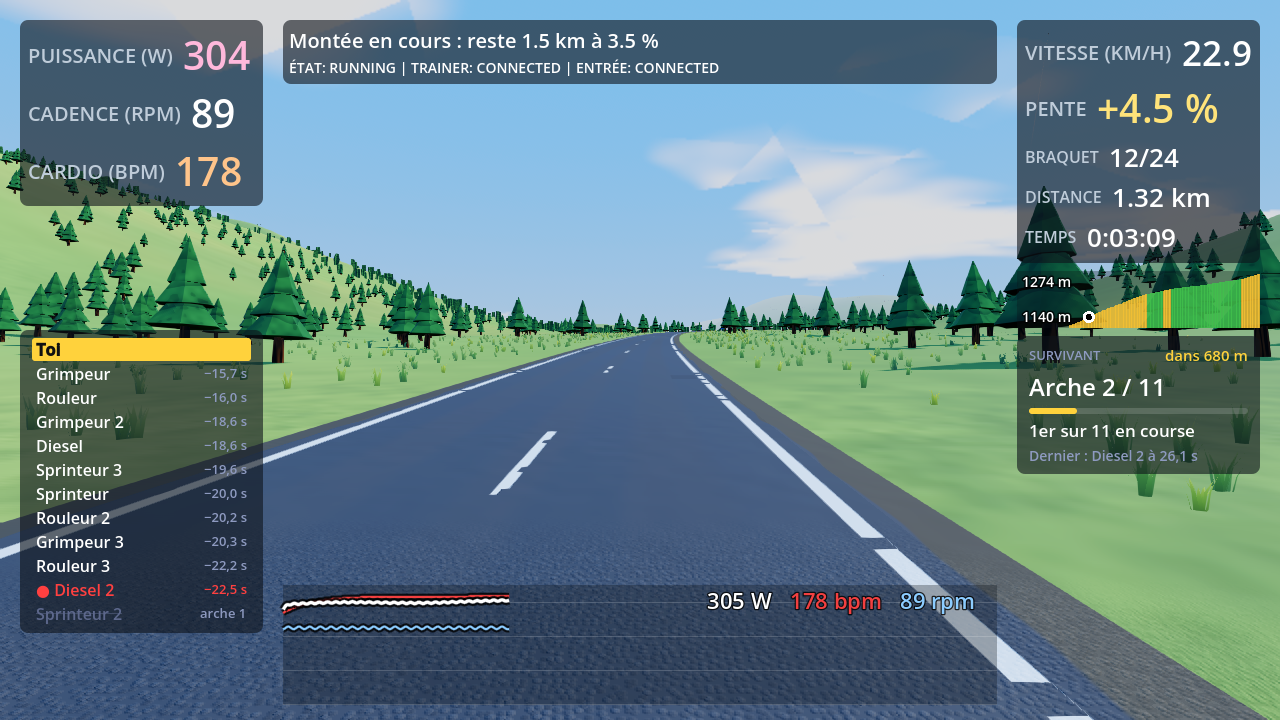 PUISSANCE (W) 304
CADENCE (RPM) 89
CARDIO (BPM) 178
Montée en cours : reste 1.5 km à 3.5 %
ÉTAT: RUNNING | TRAINER: CONNECTED | ENTRÉE: CONNECTED
VITESSE (KM/H) 22.9
PENTE +4.5 %
BRAQUET 12/24
DISTANCE 1.32 km
TEMPS 0:03:09
1274 m
1140 m
SURVIVANT dans 680 m
Arche 2 / 11
1er sur 11 en course
Dernier : Diesel 2 à 26,1 s
Toi
Grimpeur −15,7 s
Rouleur −16,0 s
Grimpeur 2 −18,6 s
Diesel −18,6 s
Sprinteur 3 −19,6 s
Sprinteur −20,0 s
Rouleur 2 −20,2 s
Grimpeur 3 −20,3 s
Rouleur 3 −22,2 s
Diesel 2 −22,5 s
Sprinteur 2 arche 1
305 W 178 bpm 89 rpm